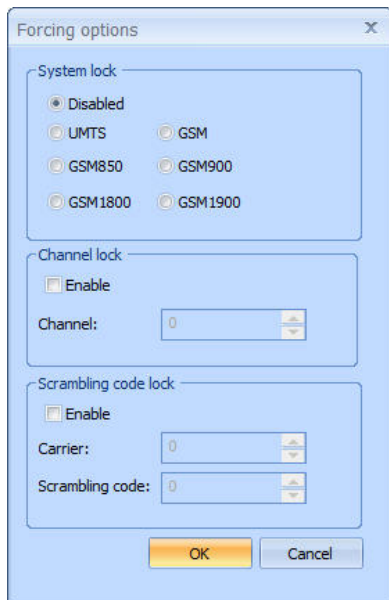 Forcing options x
System lock
Disabled
UMTS GSM
GSM850 GSM900
GSM1800 GSM1900
Channel lock
Enable
Channel: 0
Scrambling code lock
Enable
Carrier: 0
Scrambling code: 0
OK Cancel